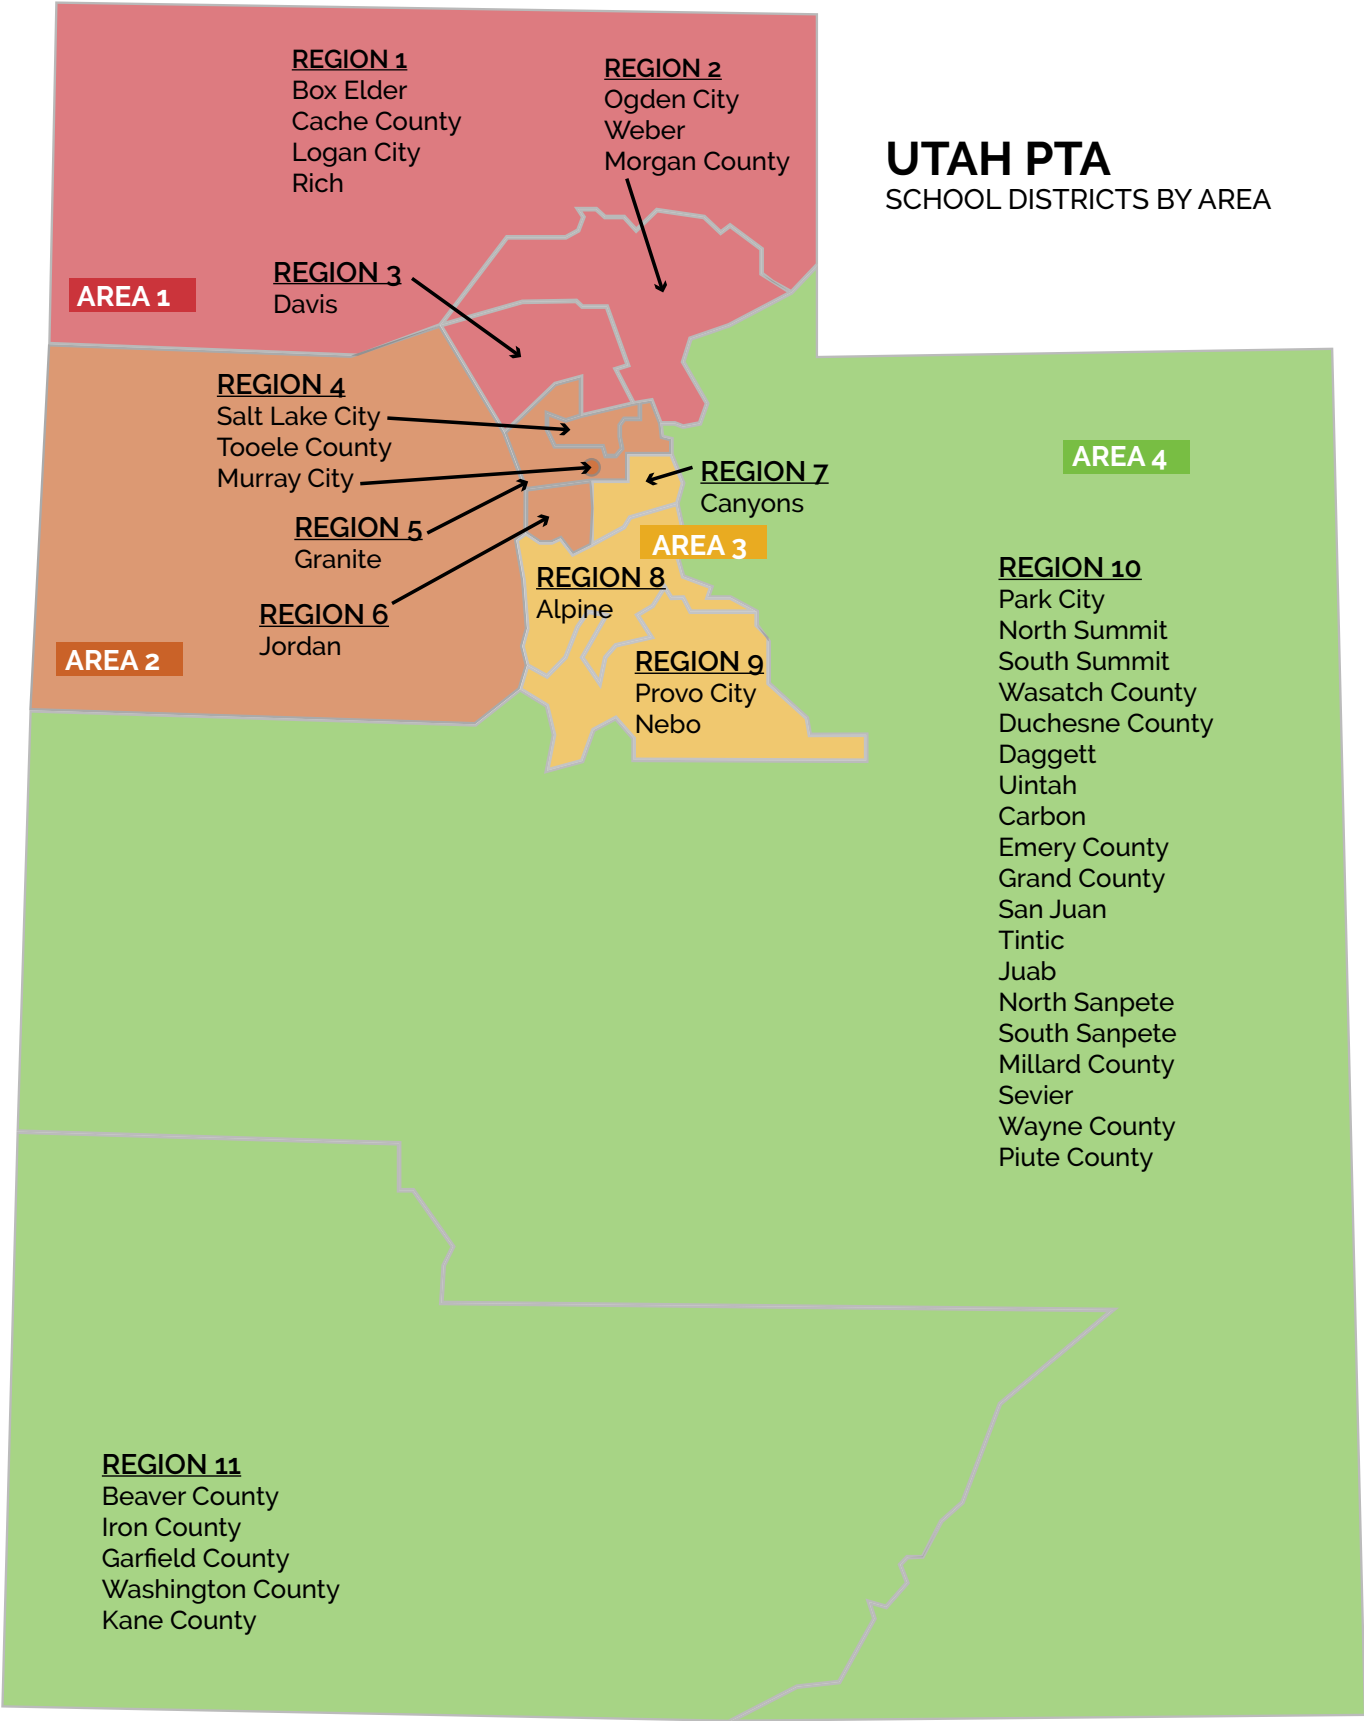 REGION 1
Box Elder
Cache County
Logan City
Rich
REGION 2
Ogden City
Weber
Morgan County
UTAH PTA
SCHOOL DISTRICTS BY AREA
AREA 1
REGION 3
Davis
REGION 4
Salt Lake City
Tooele County
Murray City
REGION 5
Granite
REGION 6
Jordan
AREA 2
REGION 7
Canyons
AREA 3
REGION 8
Alpine
REGION 9
Provo City
Nebo
AREA 4
REGION 10
Park City
North Summit
South Summit
Wasatch County
Duchesne County
Daggett
Uintah
Carbon
Emery County
Grand County
San Juan
Tintic
Juab
North Sanpete
South Sanpete
Millard County
Sevier
Wayne County
Piute County
REGION 11
Beaver County
Iron County
Garfield County
Washington County
Kane County